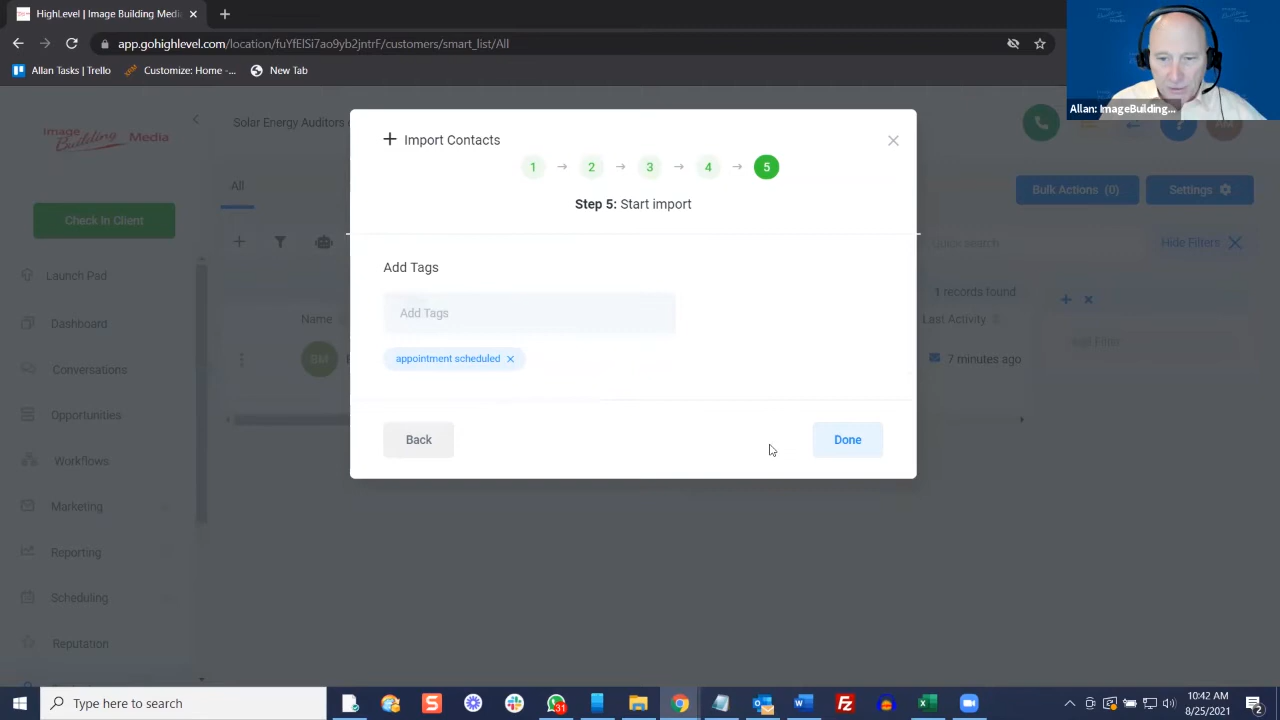 HighLevel | Image Building Medi
app.gohighlevel.com/location/fuYfElSi7ao9yb2jntrF/customers/smart_list/All
Allan Tasks | Trello
Customize: Home -...
New Tab
Allan: ImageBuilding...
Image Building Media
Solar Energy Auditors
Import Contacts
1
2
3
4
5
Step 5: Start import
All
Bulk Actions (0)
Settings
Check In Client
Quick search
Hide Filters
Launch Pad
Add Tags
Add Tags
appointment scheduled
1 records found
Name
Last Activity
BM
7 minutes ago
Dashboard
Conversations
Opportunities
Workflows
Marketing
Reporting
Scheduling
Reputation
Back
Done
Type here to search
31
10:42 AM
8/25/2021
2